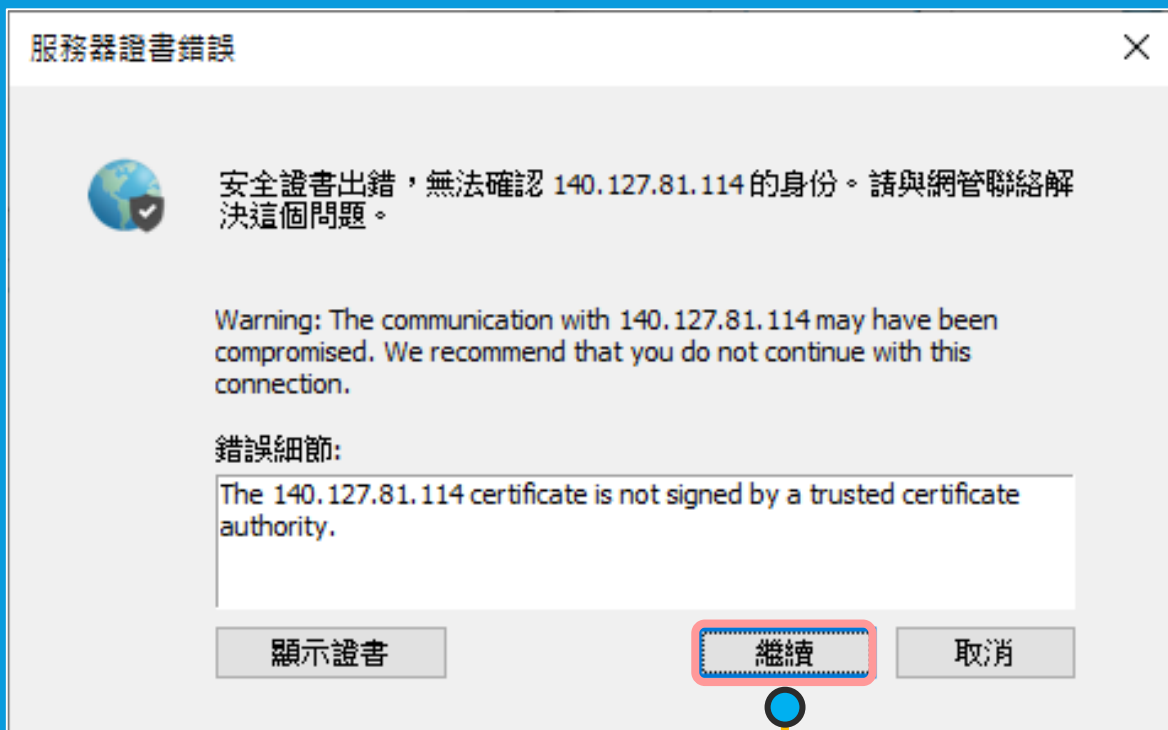 服務器證書錯誤
安全證書出錯，無法確認 140.127.81.114 的身份。請與網管聯絡解
決這個問題。
Warning: The communication with 140.127.81.114 may have been
compromised. We recommend that you do not continue with this
connection.
錯誤細節:
The 140.127.81.114 certificate is not signed by a trusted certificate
authority.
顯示證書
繼續
取消